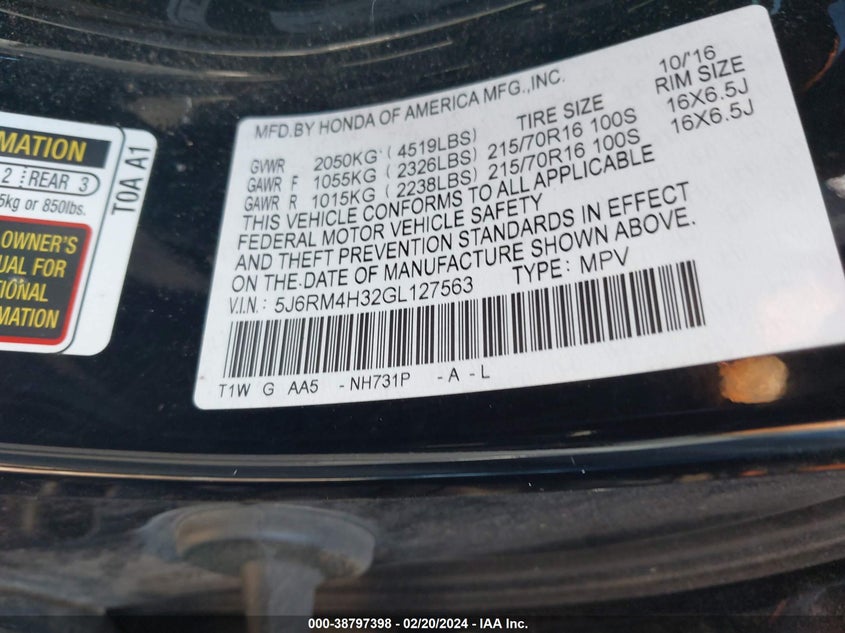 MATION
2 REAR 3
5kg or 850lbs.
T0A A1
OWNER'S
UAL FOR
TIONAL
MATION
MFD.BY HONDA OF AMERICA MFG.,INC. 10/'16
TIRE SIZE RIM SIZE
GVWR 2050KG (4519LBS)
GAWR F 1055KG (2326LBS) 215/70R16 100S 16X6.5J
GAWR R 1015KG (2238LBS) 215/70R16 100S 16X6.5J
THIS VEHICLE CONFORMS TO ALL APPLICABLE
FEDERAL MOTOR VEHICLE SAFETY
AND THEFT PREVENTION STANDARDS IN EFFECT
ON THE DATE OF MANUFACTURE SHOWN ABOVE.
V.I.N.: 5J6RM4H32GL127563 TYPE: MPV
T1W G AA5 -NH731P -A -L
000-38797398 - 02/20/2024 - IAA Inc.